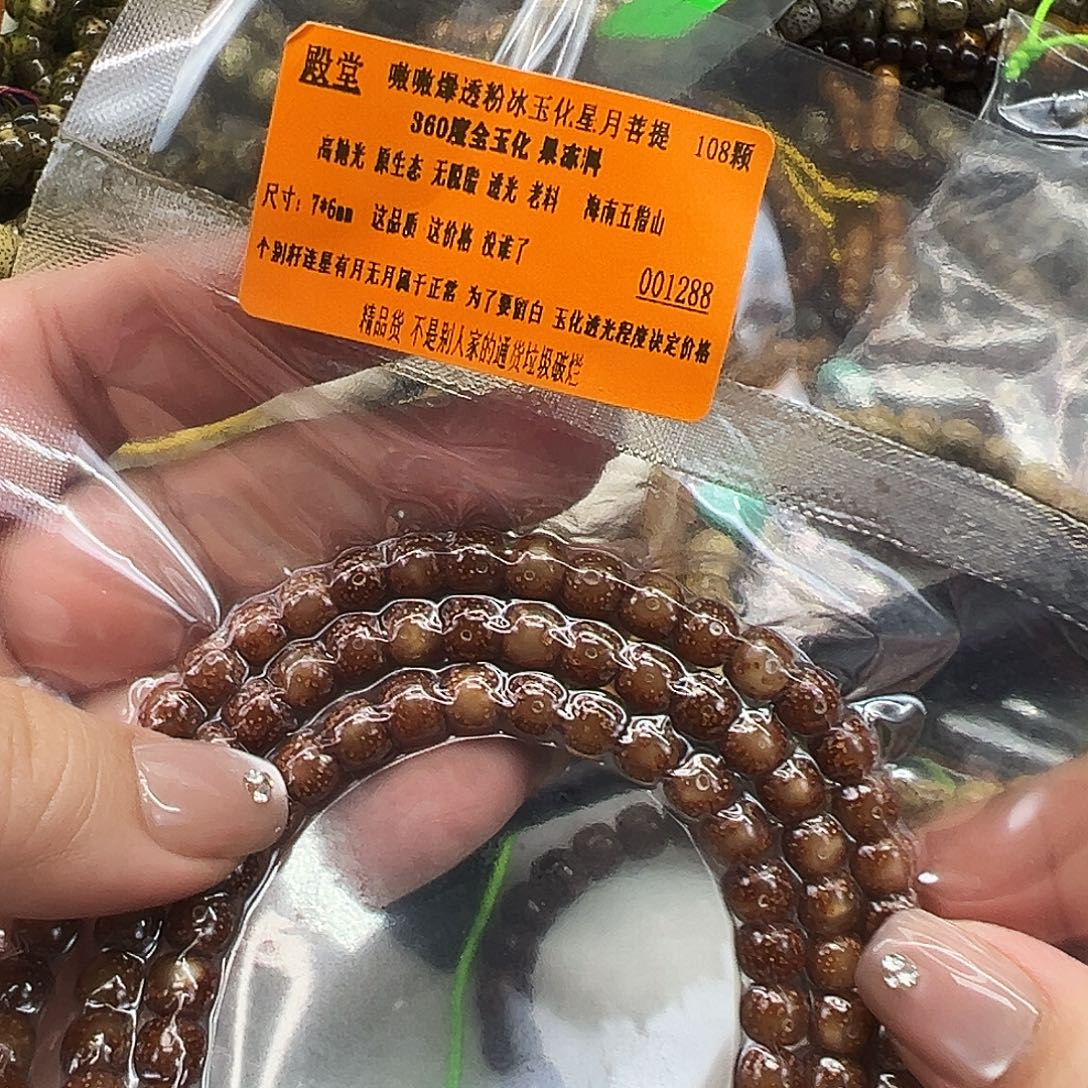 殿堂 嗷嗷爆透粉冰玉化星月菩提 108颗
360度全玉化 果冻料
高抛光 原生态 无脱脂 透光 老料 海南五指山
尺寸：7*6mm 这品质 这价格 没谁了
001288
个别歼连星有月无月属于正常 为了要留白 玉化透光程度决定价格
精品货 不是别人家的通货垃圾破烂